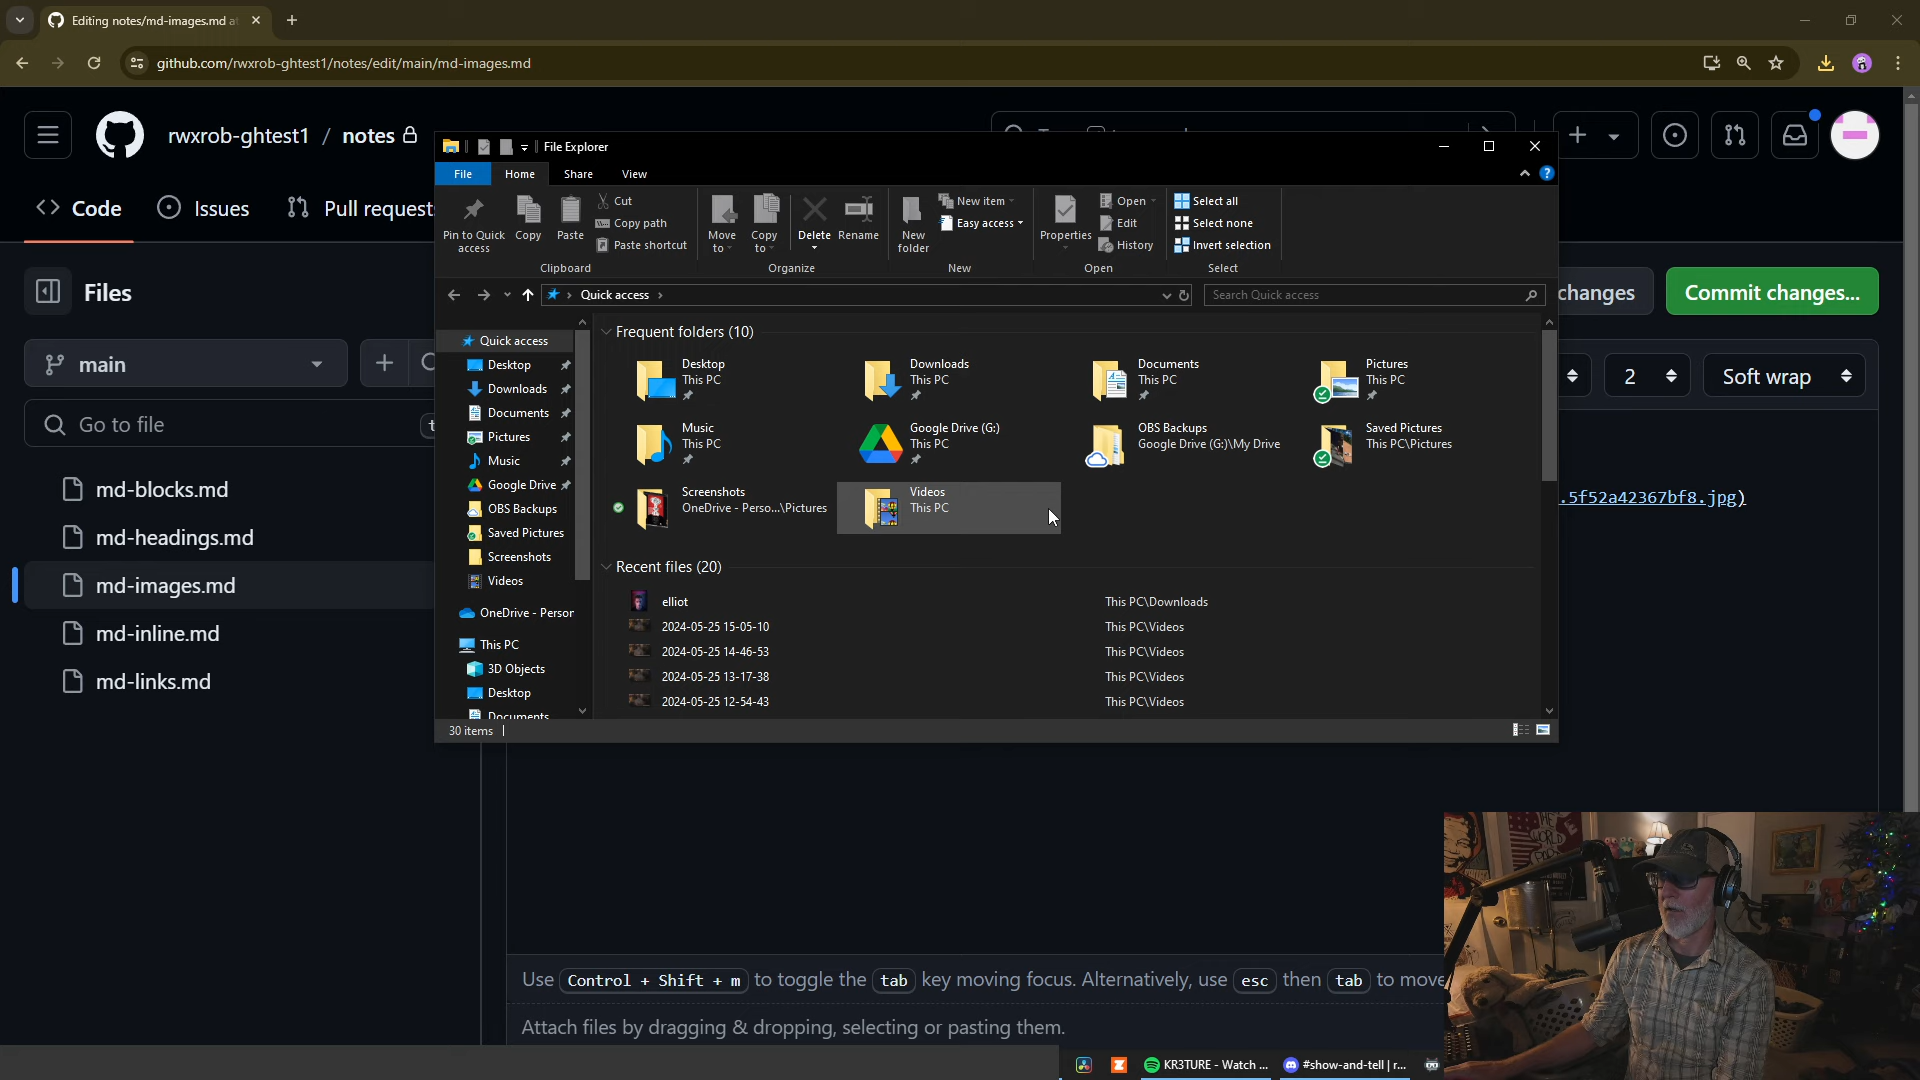 Editing notes/md-images.md at
github.com/rwxrob-ghtest1/notes/edit/main/md-images.md
rwxrob-ghtest1 / notes
Code
Issues
Pull requests
File Explorer
File
Home
Share
View
Pin to Quick access
Copy
Paste
Cut
Copy path
Paste shortcut
Clipboard
Move to
Copy to
Delete
Rename
Organize
New folder
New item
Easy access
New
Properties
Open
Edit
History
Open
Select all
Select none
Invert selection
Select
Quick access
Search Quick access
Files
changes
Commit changes...
main
2
Soft wrap
Go to file
t
md-blocks.md
md-headings.md
md-images.md
md-inline.md
md-links.md
Quick access
Desktop
Downloads
Documents
Pictures
Music
Google Drive
OBS Backups
Saved Pictures
Screenshots
Videos
OneDrive - Person
This PC
3D Objects
Desktop
Documents
Frequent folders (10)
Desktop
This PC
Downloads
This PC
Documents
This PC
Pictures
This PC
Music
This PC
Google Drive (G:)
This PC
OBS Backups
Google Drive (G:)\My Drive
Saved Pictures
This PC\Pictures
Screenshots
OneDrive - Perso...\Pictures
Videos
This PC
Recent files (20)
elliot This PC\Downloads
2024-05-25 15-05-10 This PC\Videos
2024-05-25 14-46-53 This PC\Videos
2024-05-25 13-17-38 This PC\Videos
2024-05-25 12-54-43 This PC\Videos
30 items
.5f52a42367bf8.jpg)
Use Control + Shift + m to toggle the tab key moving focus. Alternatively, use esc then tab to move
Attach files by dragging & dropping, selecting or pasting them.
KR3TURE - Watch ...
#show-and-tell | r...